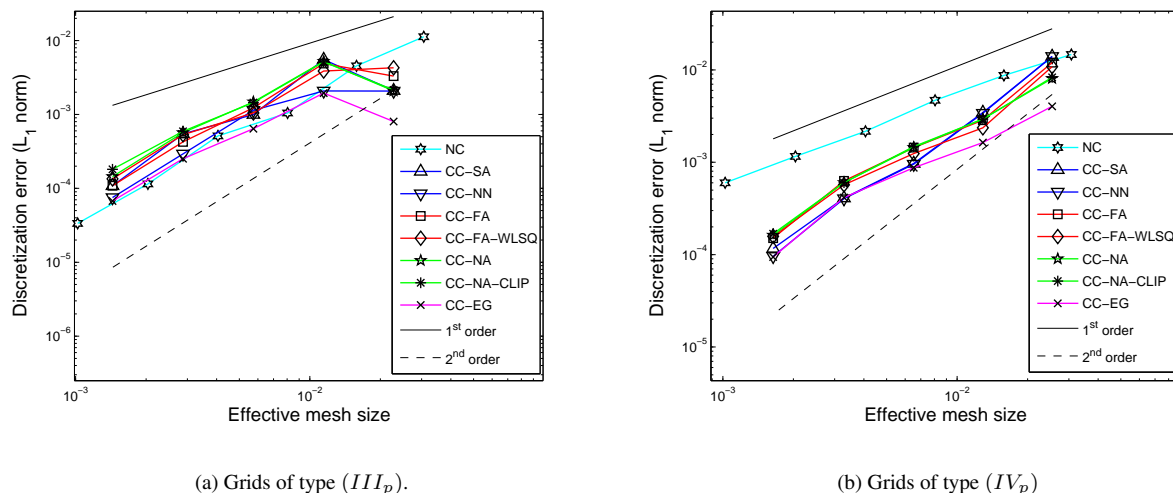 10⁻²
10⁻³
10⁻⁴
10⁻⁵
10⁻⁶
Discretization error (L₁ norm)
10⁻³
10⁻²
Effective mesh size
NC
CC−SA
CC−NN
CC−FA
CC−FA−WLSQ
CC−NA
CC−NA−CLIP
CC−EG
1ˢᵗ order
2ⁿᵈ order
(a) Grids of type (IIIₚ).
10⁻²
10⁻³
10⁻⁴
10⁻⁵
Discretization error (L₁ norm)
10⁻³
10⁻²
Effective mesh size
NC
CC−SA
CC−NN
CC−FA
CC−FA−WLSQ
CC−NA
CC−NA−CLIP
CC−EG
1ˢᵗ order
2ⁿᵈ order
(b) Grids of type (IVₚ)